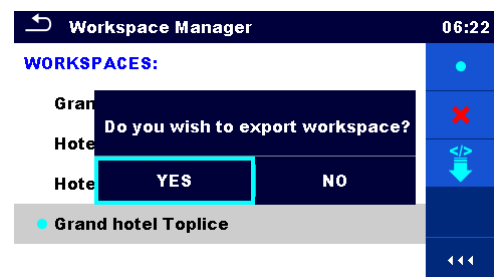 Workspace Manager 06:22
WORKSPACES:
Gran
Do you wish to export workspace?
Hote
Hote
YES NO
Grand hotel Toplice